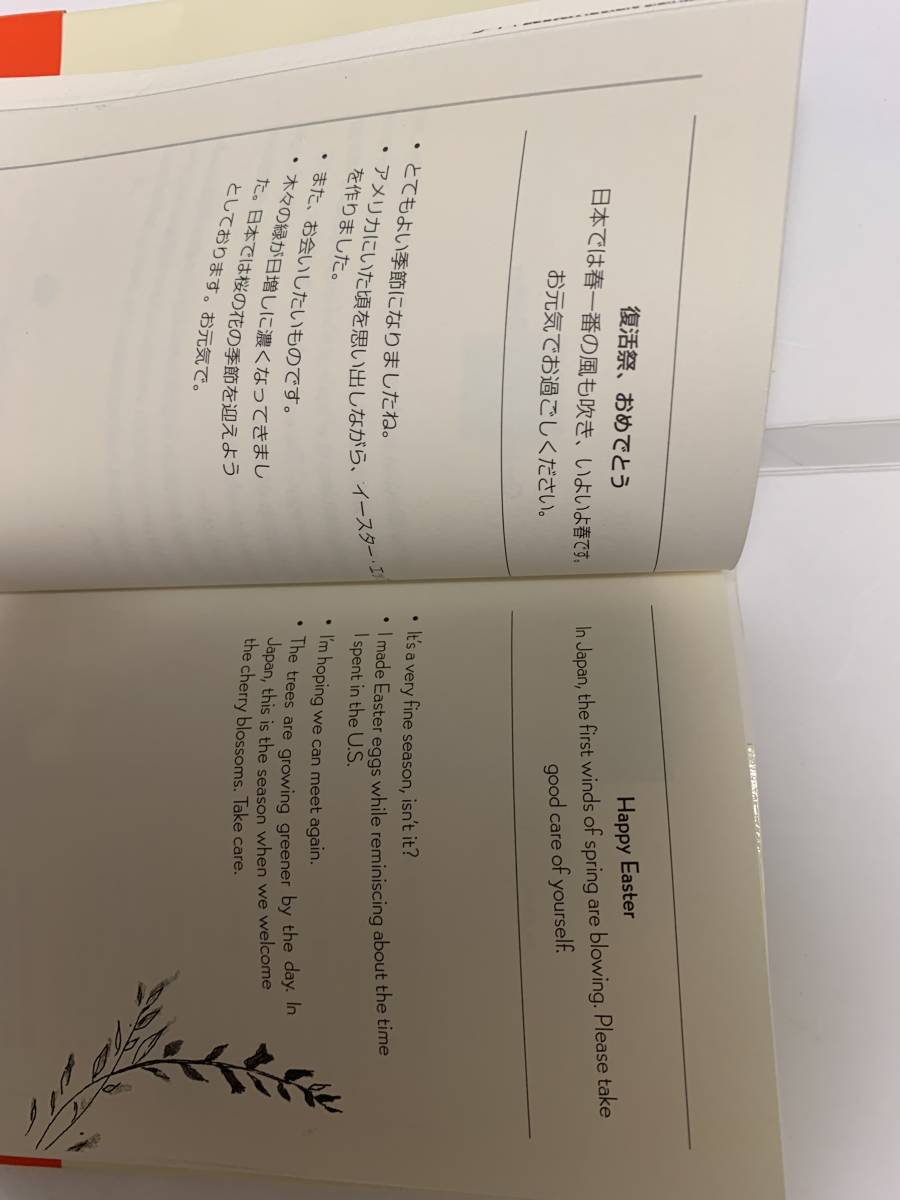 復活祭、おめでとう
日本では春一番の風も吹き、いよいよ春です。
お元気でお過ごしください。
• とてもよい季節になりましたね。
• アメリカにいた頃を思い出しながら、イースター・エ
を作りました。
• また、お会いしたいものです。
• 木々の緑が日増しに濃くなってきまし
た。日本では桜の花の季節を迎えよう
としております。お元気で。
Happy Easter
In Japan, the first winds of spring are blowing. Please take
good care of yourself.
• It's a very fine season, isn't it?
• I made Easter eggs while reminiscing about the time
I spent in the U.S.
• I'm hoping we can meet again.
• The trees are growing greener by the day. In
Japan, this is the season when we welcome
the cherry blossoms. Take care.